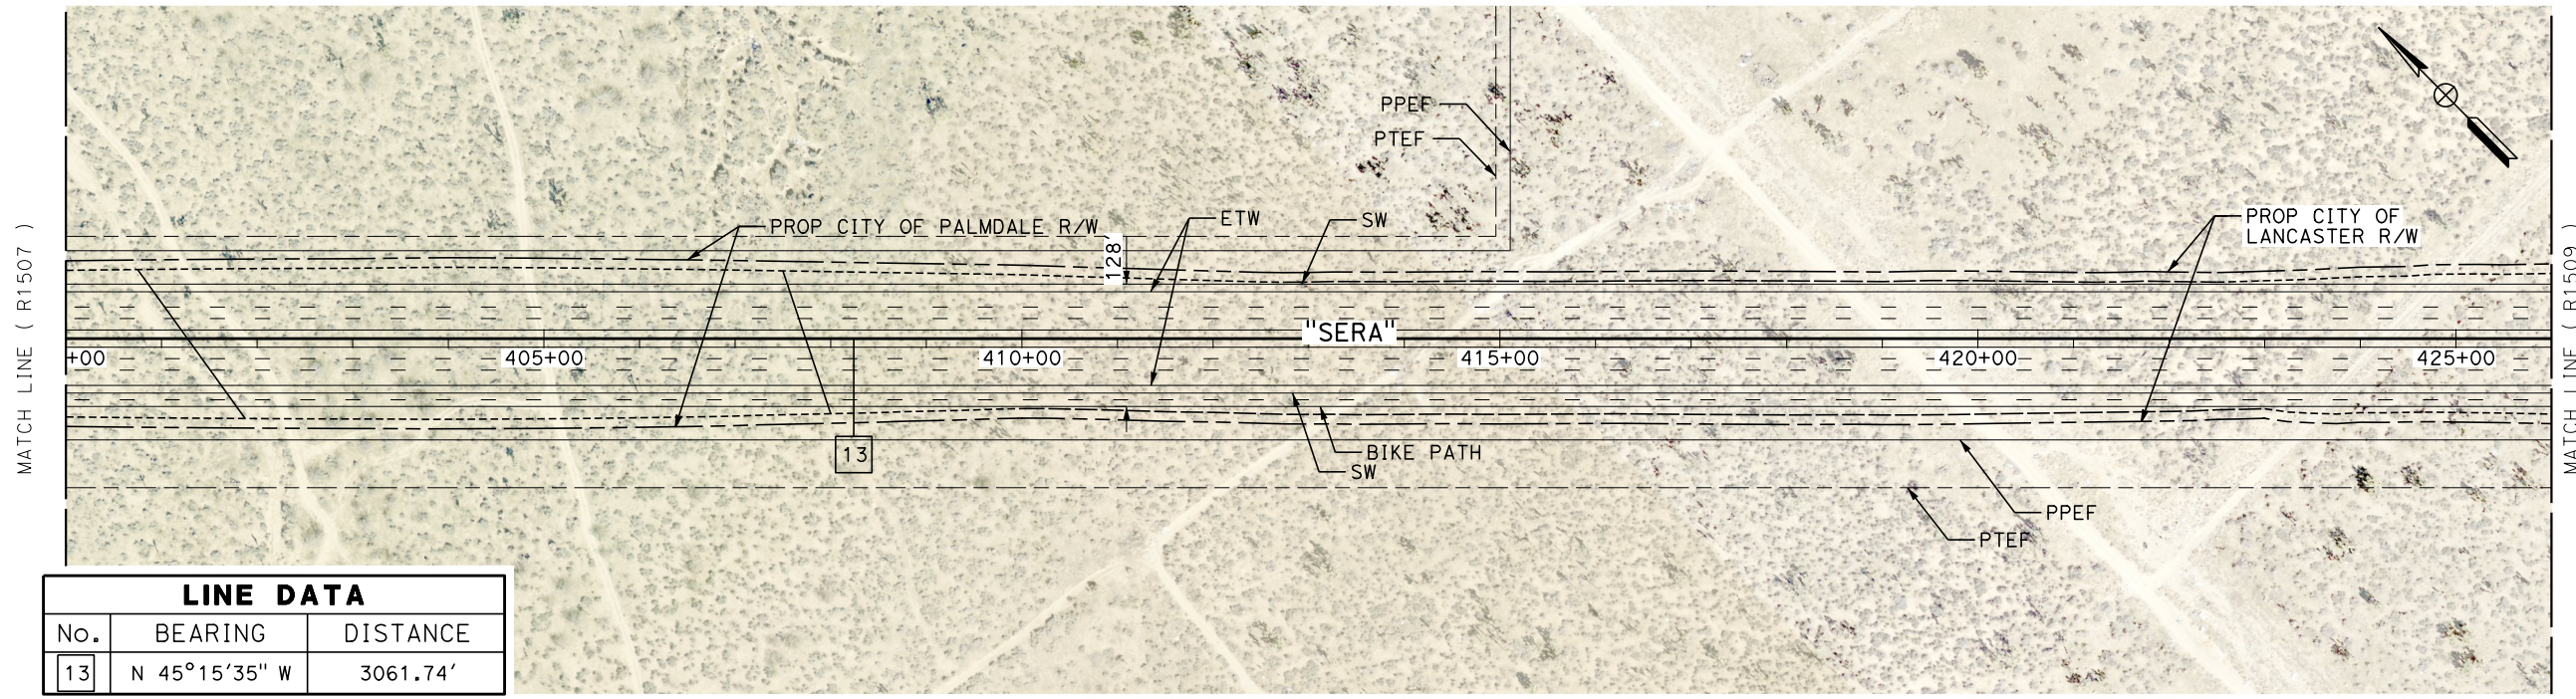 MATCH LINE ( R1507 )
PPEF
PTEF
PROP CITY OF PALMDALE R/W
128'
ETW
SW
PROP CITY OF
LANCASTER R/W
"SERA"
+00
405+00
410+00
415+00
420+00
425+00
13
BIKE PATH
SW
PPEF
PTEF
MATCH LINE ( R1509 )
LINE DATA
No. BEARING DISTANCE
13 N 45°15'35" W 3061.74'